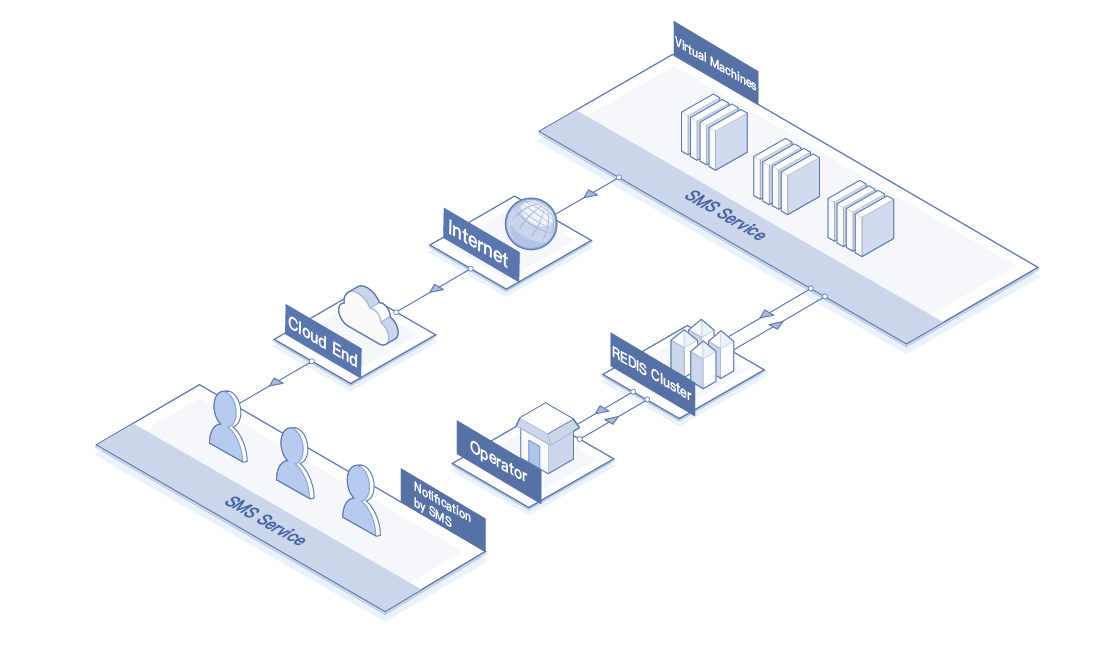 Virtual Machines
SMS Service
Internet
Cloud End
REDIS Cluster
Operator
Notification
by SMS
SMS Service